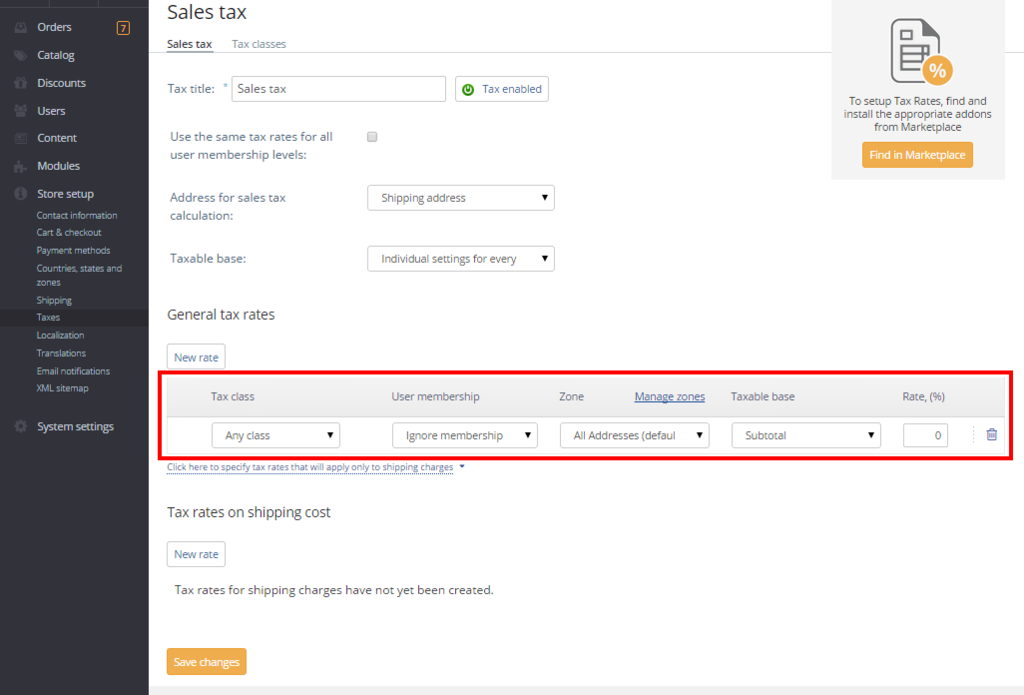 Orders
7
Catalog
Discounts
Users
Content
Modules
Store setup
Contact information
Cart & checkout
Payment methods
Countries, states and
zones
Shipping
Taxes
Localization
Translations
Email notifications
XML sitemap
System settings
Sales tax
Sales tax Tax classes
Tax title: * Sales tax Tax enabled
Use the same tax rates for all
user membership levels:
Address for sales tax
calculation:
Shipping address
Taxable base: Individual settings for every
General tax rates
New rate
Tax class User membership Zone Manage zones Taxable base Rate, (%)
Any class Ignore membership All Addresses (defaul Subtotal 0
Click here to specify tax rates that will apply only to shipping charges
Tax rates on shipping cost
New rate
Tax rates for shipping charges have not yet been created.
Save changes
%
To setup Tax Rates, find and
install the appropriate addons
from Marketplace
Find in Marketplace